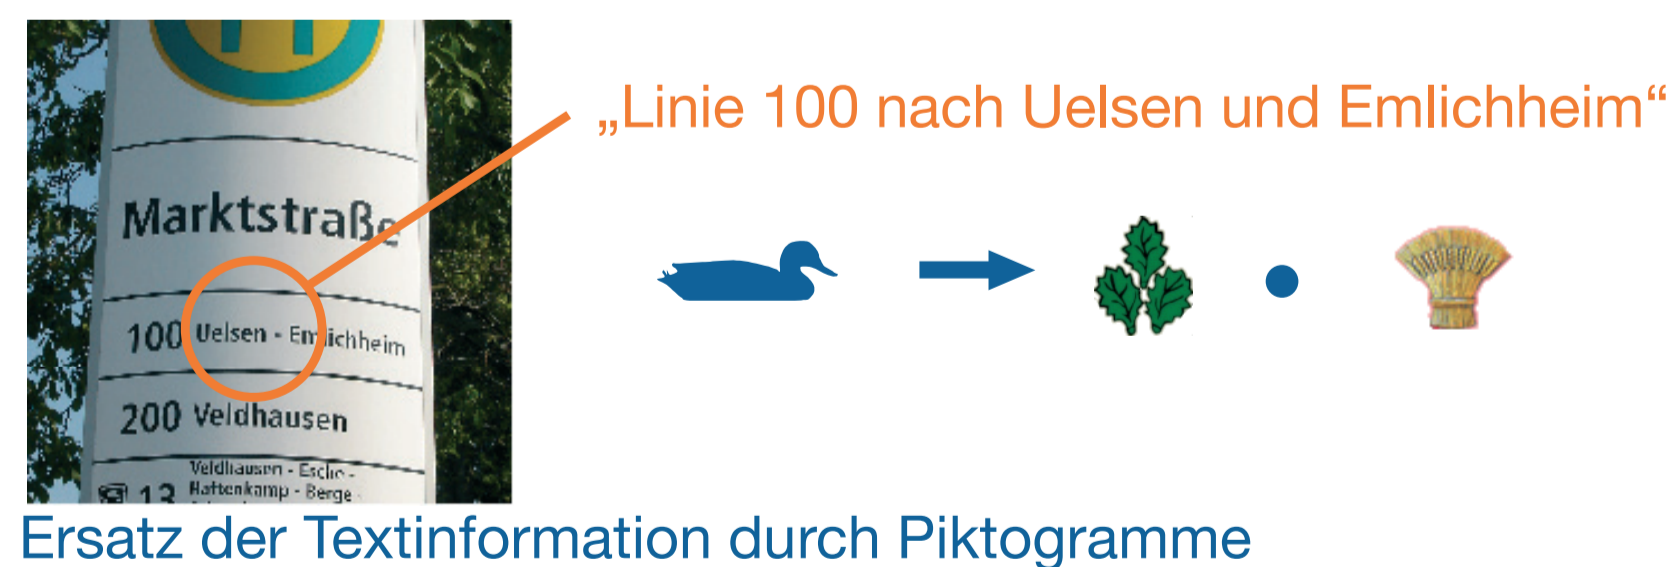 „Linie 100 nach Uelsen und Emlichheim“
Marktstraße
100 Uelsen - Emlichheim
200 Veldhausen
Veldhausen - Esche -
13 Hattenkamp - Berge -
Ersatz der Textinformation durch Piktogramme